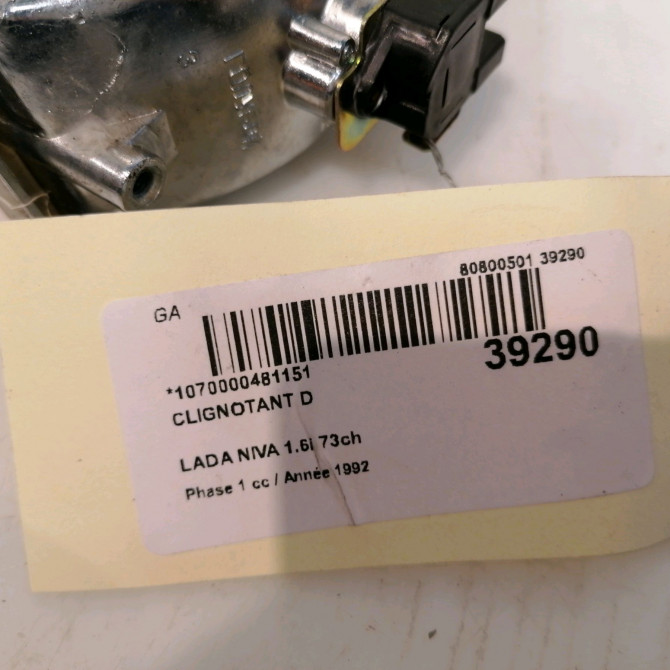 GA
80800501 39290
39290
*1070000481151
CLIGNOTANT D
LADA NIVA 1.6i 73ch
Phase 1 cc / Année 1992